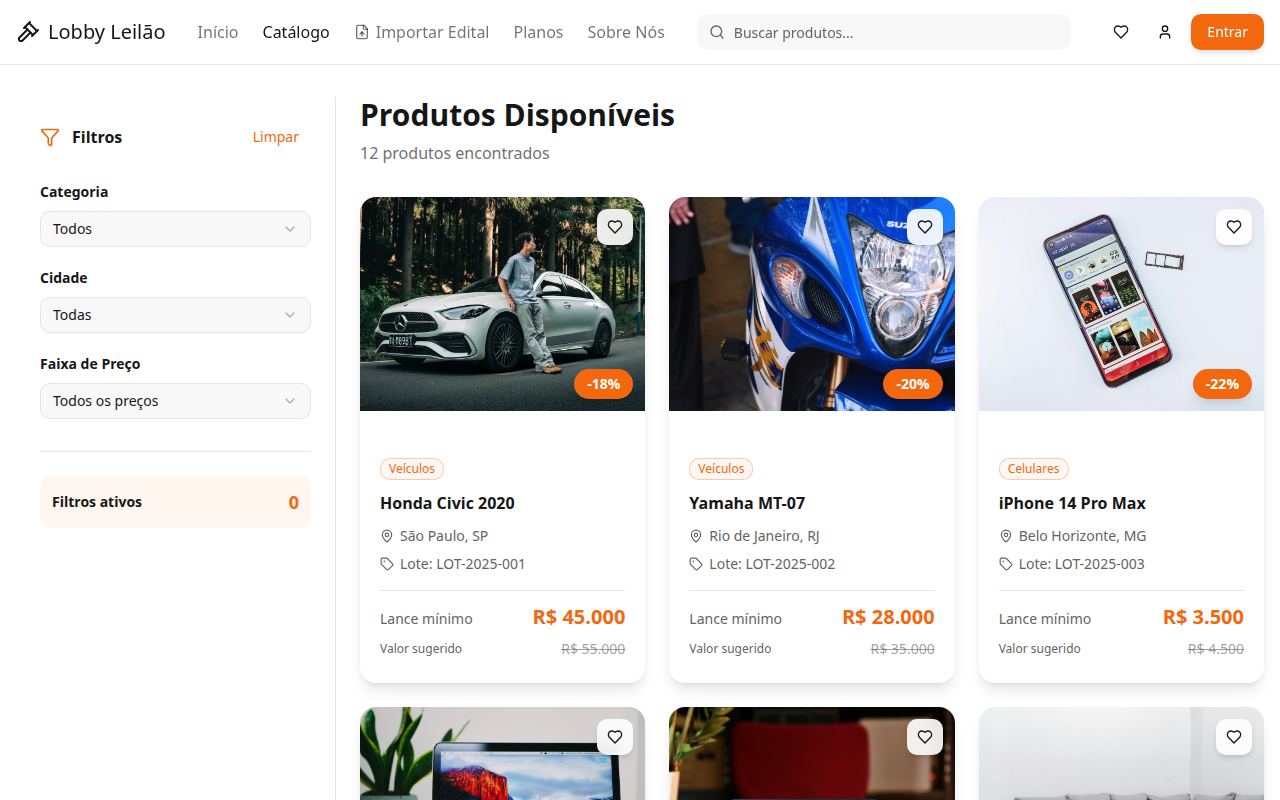 Lobby Leilão
Início
Catálogo
Importar Edital
Planos
Sobre Nós
Buscar produtos...
Entrar
Filtros
Limpar
Categoria
Todos
Cidade
Todas
Faixa de Preço
Todos os preços
Filtros ativos
0
Produtos Disponíveis
12 produtos encontrados
-18%
Veículos
Honda Civic 2020
São Paulo, SP
Lote: LOT-2025-001
Lance mínimo
R$ 45.000
Valor sugerido
R$ 55.000
-20%
Veículos
Yamaha MT-07
Rio de Janeiro, RJ
Lote: LOT-2025-002
Lance mínimo
R$ 28.000
Valor sugerido
R$ 35.000
-22%
Celulares
iPhone 14 Pro Max
Belo Horizonte, MG
Lote: LOT-2025-003
Lance mínimo
R$ 3.500
Valor sugerido
R$ 4.500